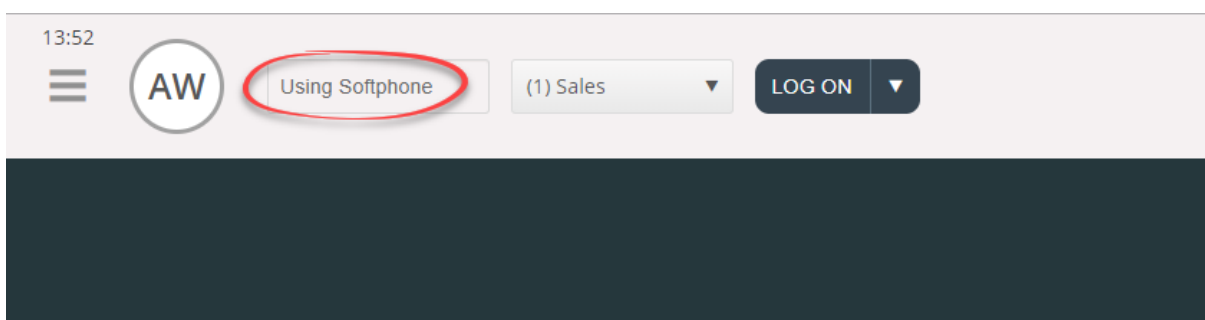 13:52
AW
Using Softphone
(1) Sales
LOG ON